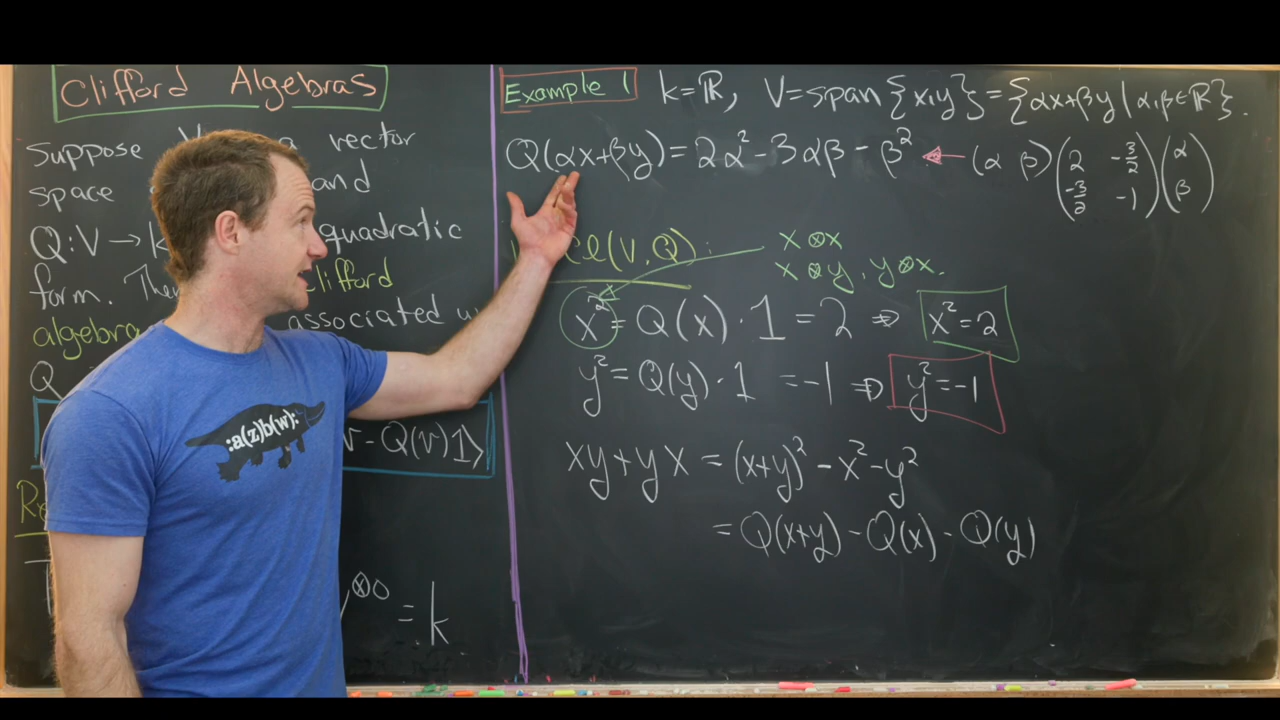 Clifford Algebras
Suppose V a vector
space and
Q: V → k quadratic
form. The Clifford
algebra associated
Q
v - Q(v)1⟩
⊗0 = k
:a(z)b(w):
Example 1 k=ℝ, V=span{x,y}={αx+βy | α,β∈ℝ}.
Q(αx+βy)=2α²-3αβ-β² ← (α β)(2 -3/2; -3/2 -1)(α; β)
Cl(V,Q): x⊗x
x⊗y, y⊗x.
x² = Q(x)·1 = 2 ⇒ x²=2
y² = Q(y)·1 = -1 ⇒ y²=-1
xy+yx = (x+y)² - x² - y²
= Q(x+y) - Q(x) - Q(y)